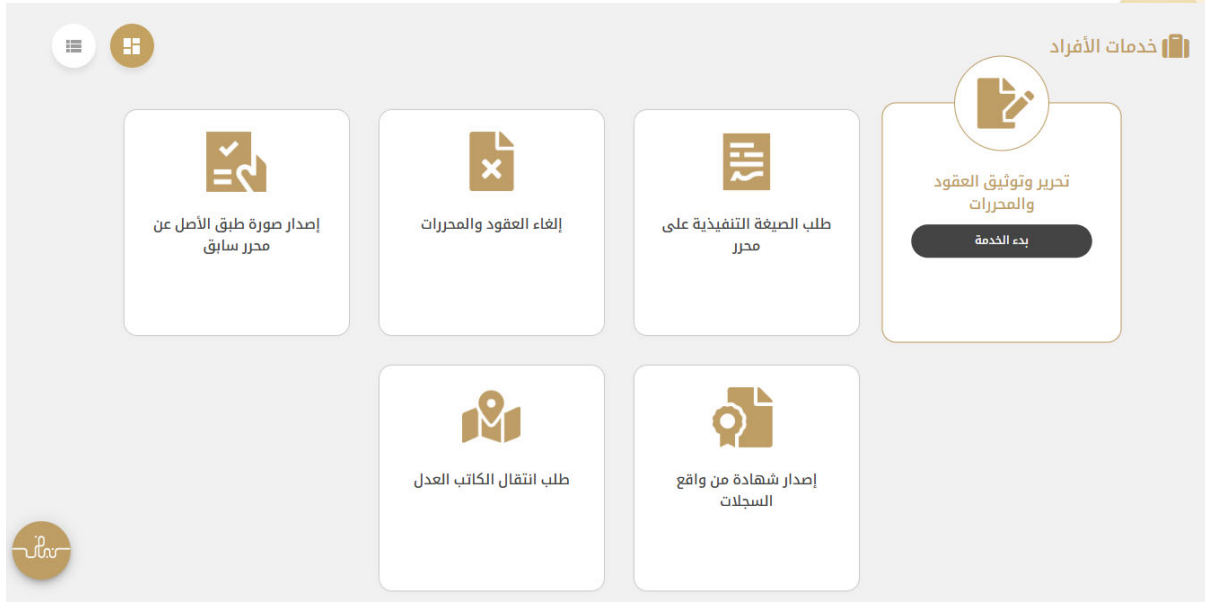 خدمات الأفراد
تحرير وتوثيق العقود
والمحررات
بدء الخدمة
طلب الصيغة التنفيذية على
محرر
إلغاء العقود والمحررات
إصدار صورة طبق الأصل عن
محرر سابق
إصدار شهادة من واقع
السجلات
طلب انتقال الكاتب العدل